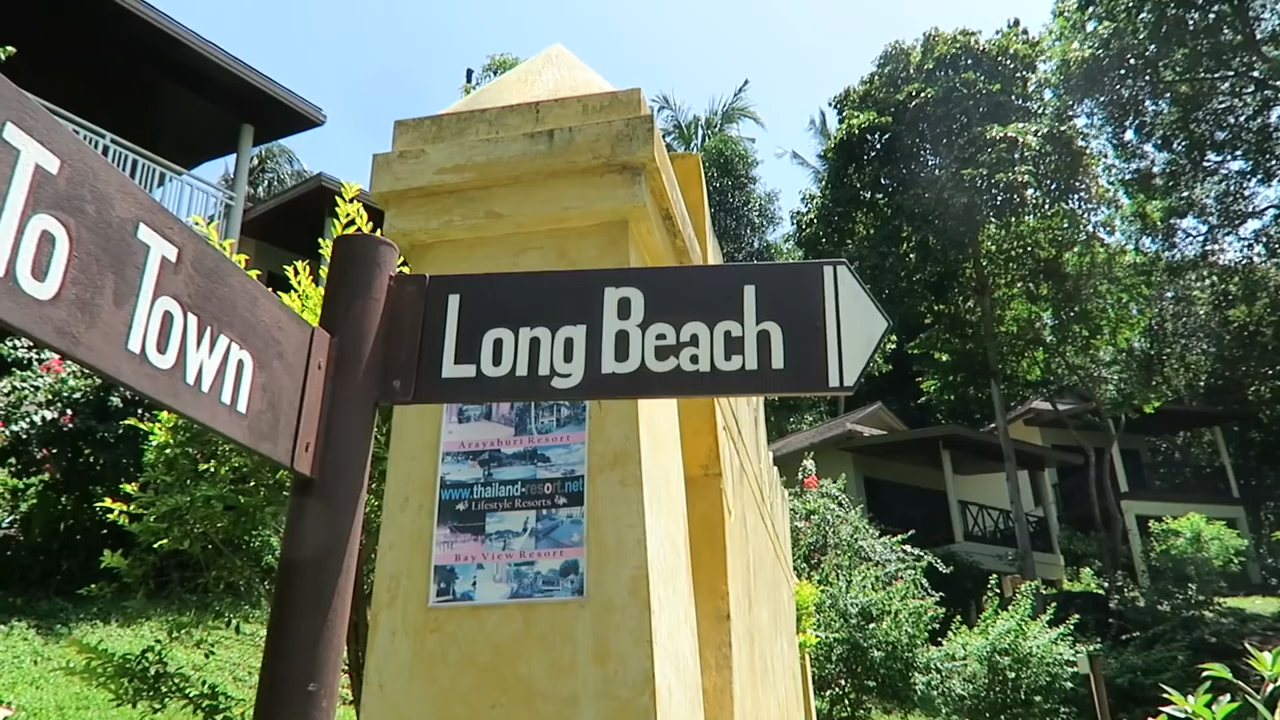 To Town
Long Beach
Arayaburi Resort
www.thailand-resort.net
Lifestyle Resorts
Bay View Resort